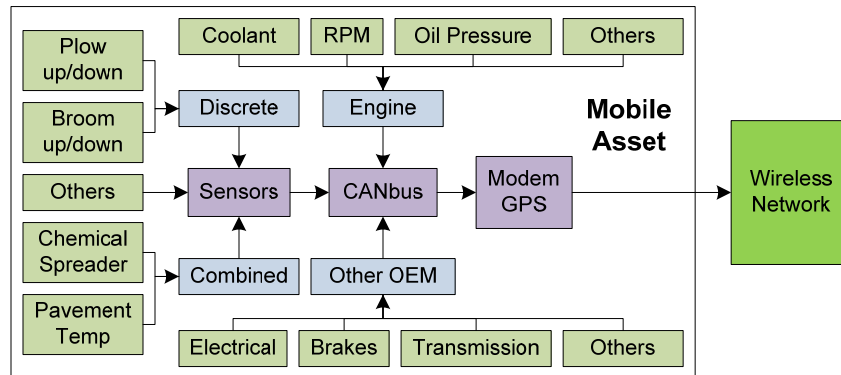 Coolant
RPM
Oil Pressure
Others
Plow
up/down
Broom
up/down
Discrete
Engine
Mobile
Asset
Others
Sensors
CANbus
Modem
GPS
Wireless
Network
Chemical
Spreader
Pavement
Temp
Combined
Other OEM
Electrical
Brakes
Transmission
Others